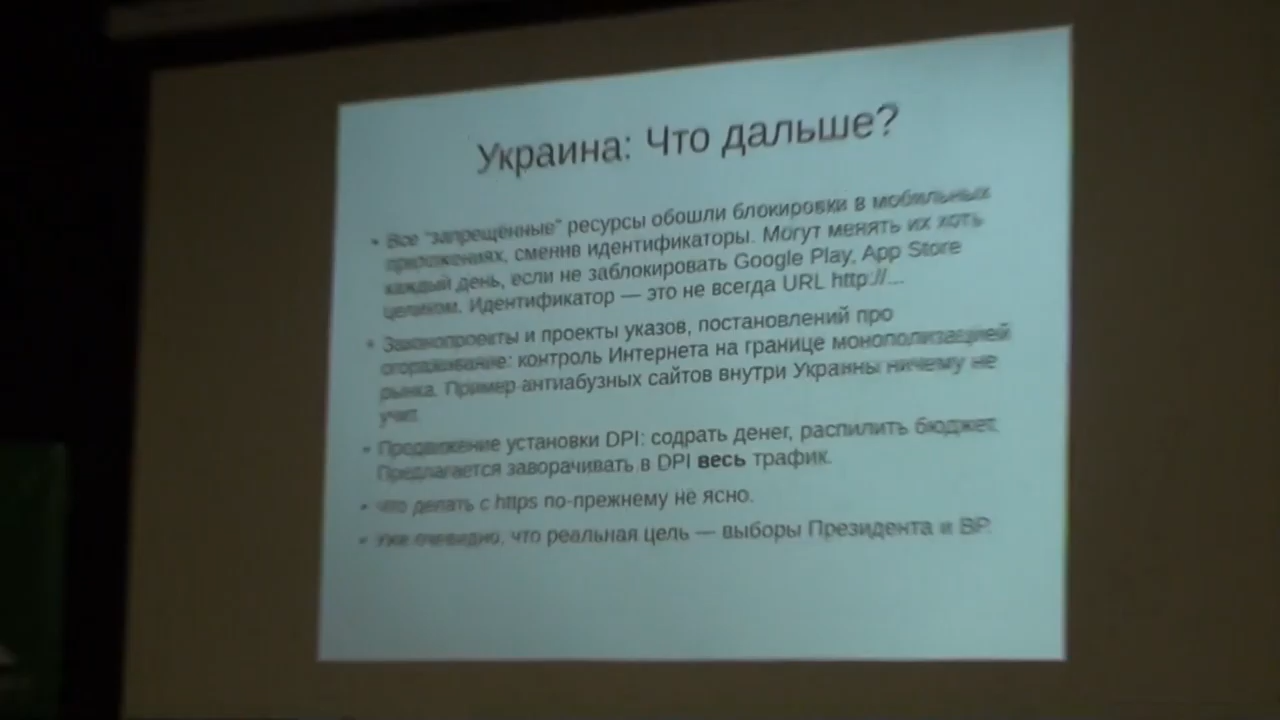 Украина: Что дальше?
• Все "запрещённые" ресурсы обошли блокировки в мобильных
приложениях, сменив идентификаторы. Могут менять их хоть
каждый день, если не заблокировать Google Play, App Store
целиком. Идентификатор — это не всегда URL http://...
• Законопроекты и проекты указов, постановлений про
огораживание: контроль Интернета на границе монополизацией
рынка. Пример антиабузных сайтов внутри Украины ничему не
учит.
• Продвижение установки DPI: содрать денег, распилить бюджет.
Предлагается заворачивать в DPI весь трафик.
• Что делать с https по-прежнему не ясно.
• Уже очевидно, что реальная цель — выборы Президента и ВР.